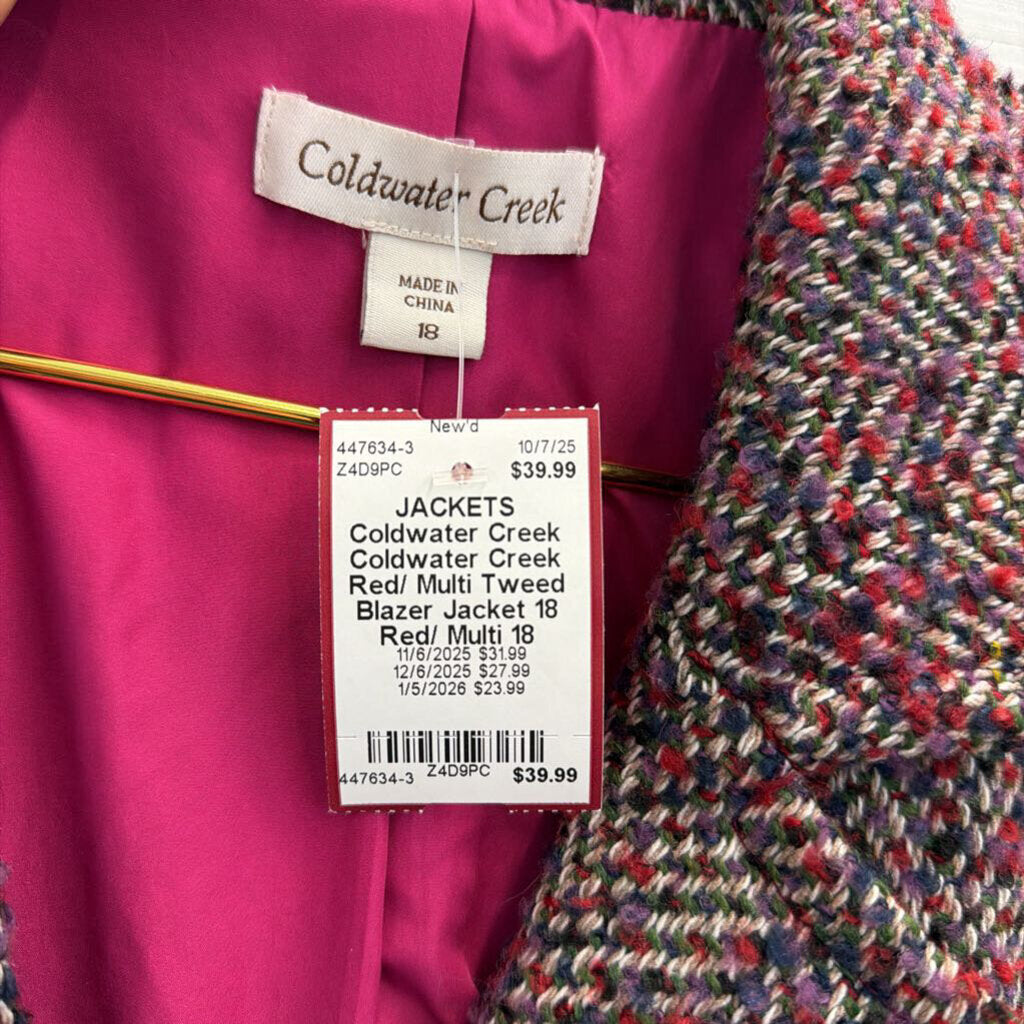 Coldwater Creek
MADE IN
CHINA
18
New'd
447634-3 10/7/25
Z4D9PC $39.99
JACKETS
Coldwater Creek
Coldwater Creek
Red/ Multi Tweed
Blazer Jacket 18
Red/ Multi 18
11/6/2025 $31.99
12/6/2025 $27.99
1/5/2026 $23.99
447634-3 Z4D9PC $39.99